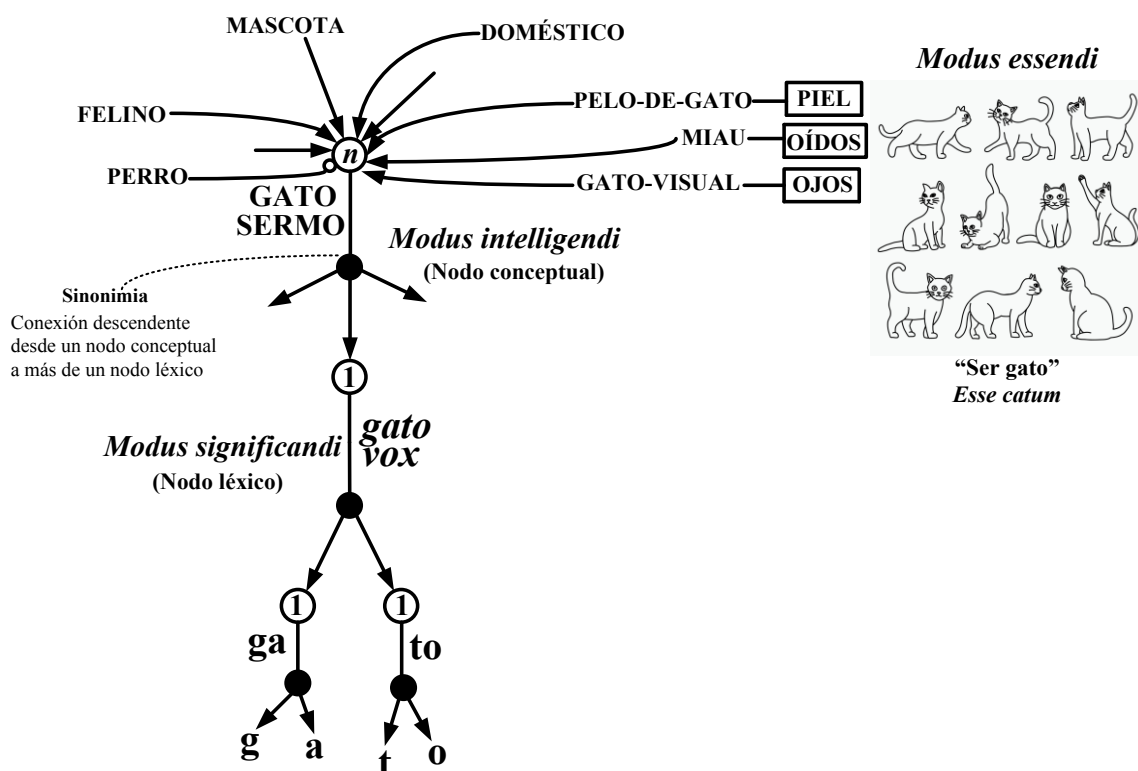 MASCOTA
DOMÉSTICO
Modus essendi
FELINO
PELO-DE-GATO
PIEL
MIAU
OÍDOS
n
PERRO
GATO-VISUAL
OJOS
GATO
SERMO
Modus intelligendi
(Nodo conceptual)
Sinonimia
Conexión descendente
desde un nodo conceptual
a más de un nodo léxico
“Ser gato”
Esse catum
1
Modus significandi
(Nodo léxico)
gato
vox
1
1
ga
to
g
a
t
o